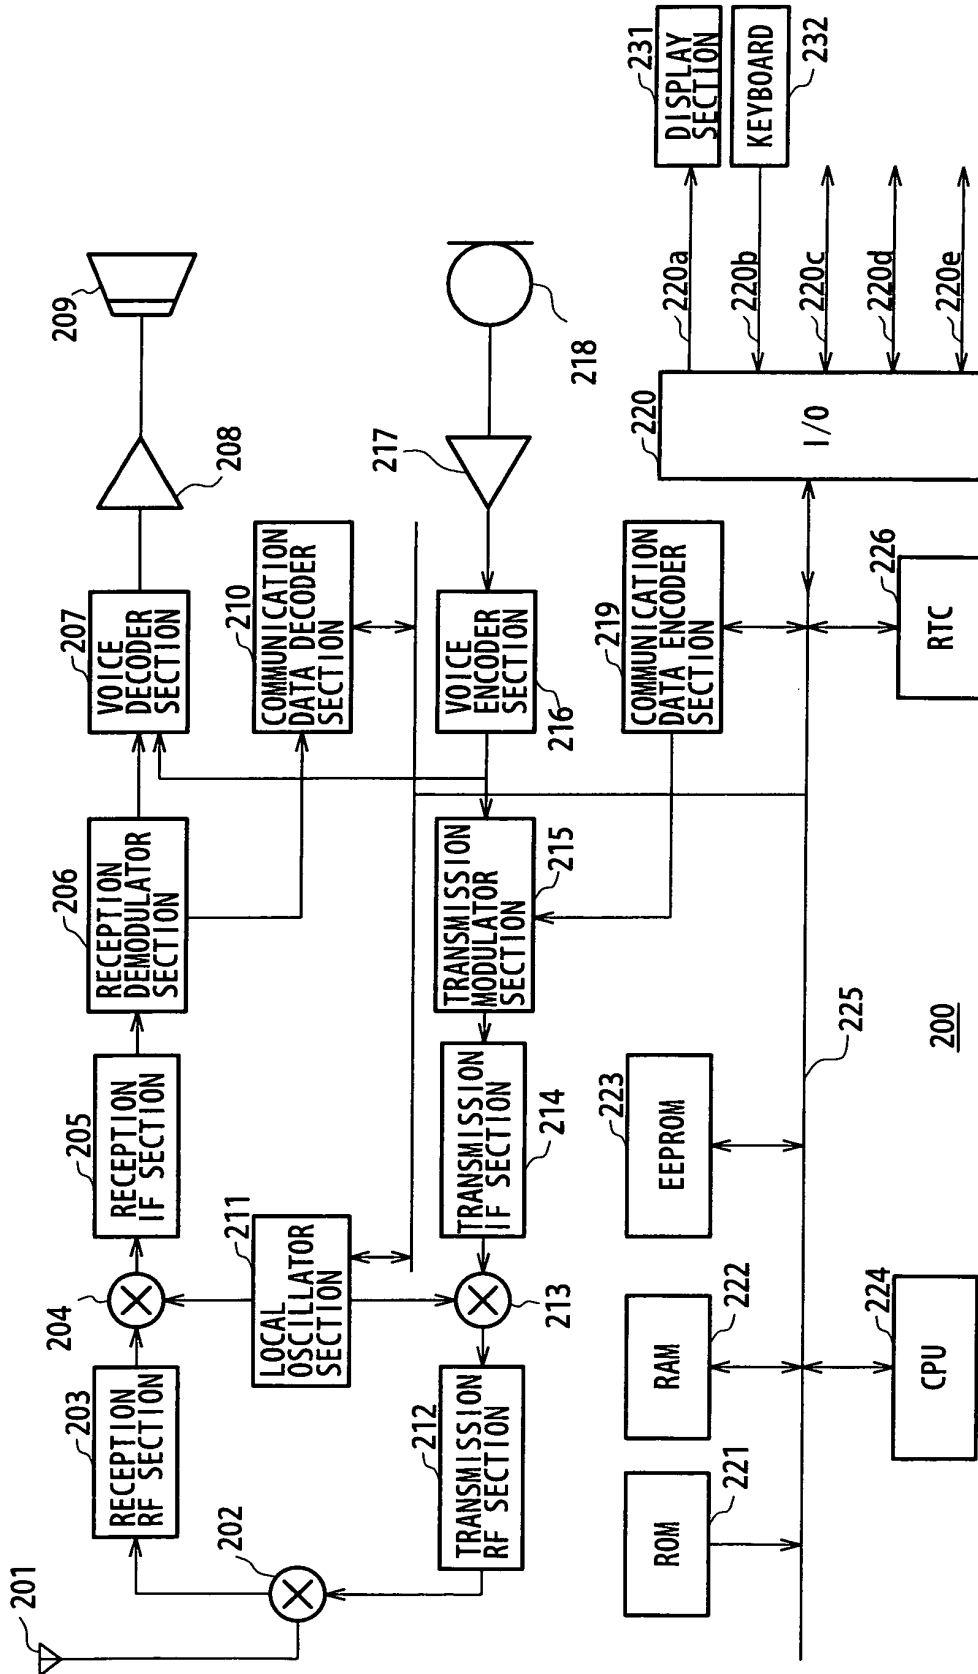 201
202
203
RECEPTION
RF SECTION
204
205
RECEPTION
IF SECTION
206
RECEPTION
DEMODULATOR
SECTION
207
VOICE
DECODER
SECTION
208
209
210
COMMUNICATION
DATA DECODER
SECTION
211
LOCAL
OSCILLATOR
SECTION
212
TRANSMISSION
RF SECTION
213
214
TRANSMISSION
IF SECTION
215
TRANSMISSION
MODULATOR
SECTION
216
VOICE
ENCODER
SECTION
217
218
219
COMMUNICATION
DATA ENCODER
SECTION
220
I/O
220a
220b
220c
220d
220e
231
DISPLAY
SECTION
KEYBOARD
232
221
ROM
222
RAM
223
EEPROM
224
CPU
225
226
RTC
200